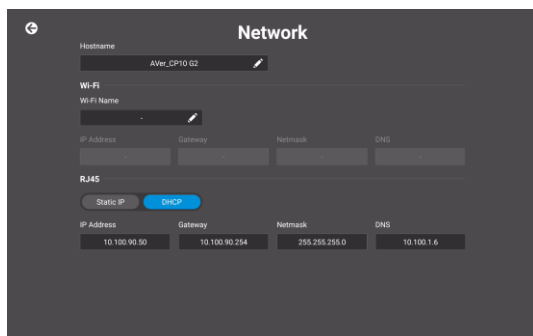 Network
Hostname
AVer_CP10 G2
Wi-Fi
Wi-Fi Name
-
IP Address Gateway Netmask DNS
- - - -
RJ45
Static IP DHCP
IP Address Gateway Netmask DNS
10.100.90.50 10.100.90.254 255.255.255.0 10.100.1.6